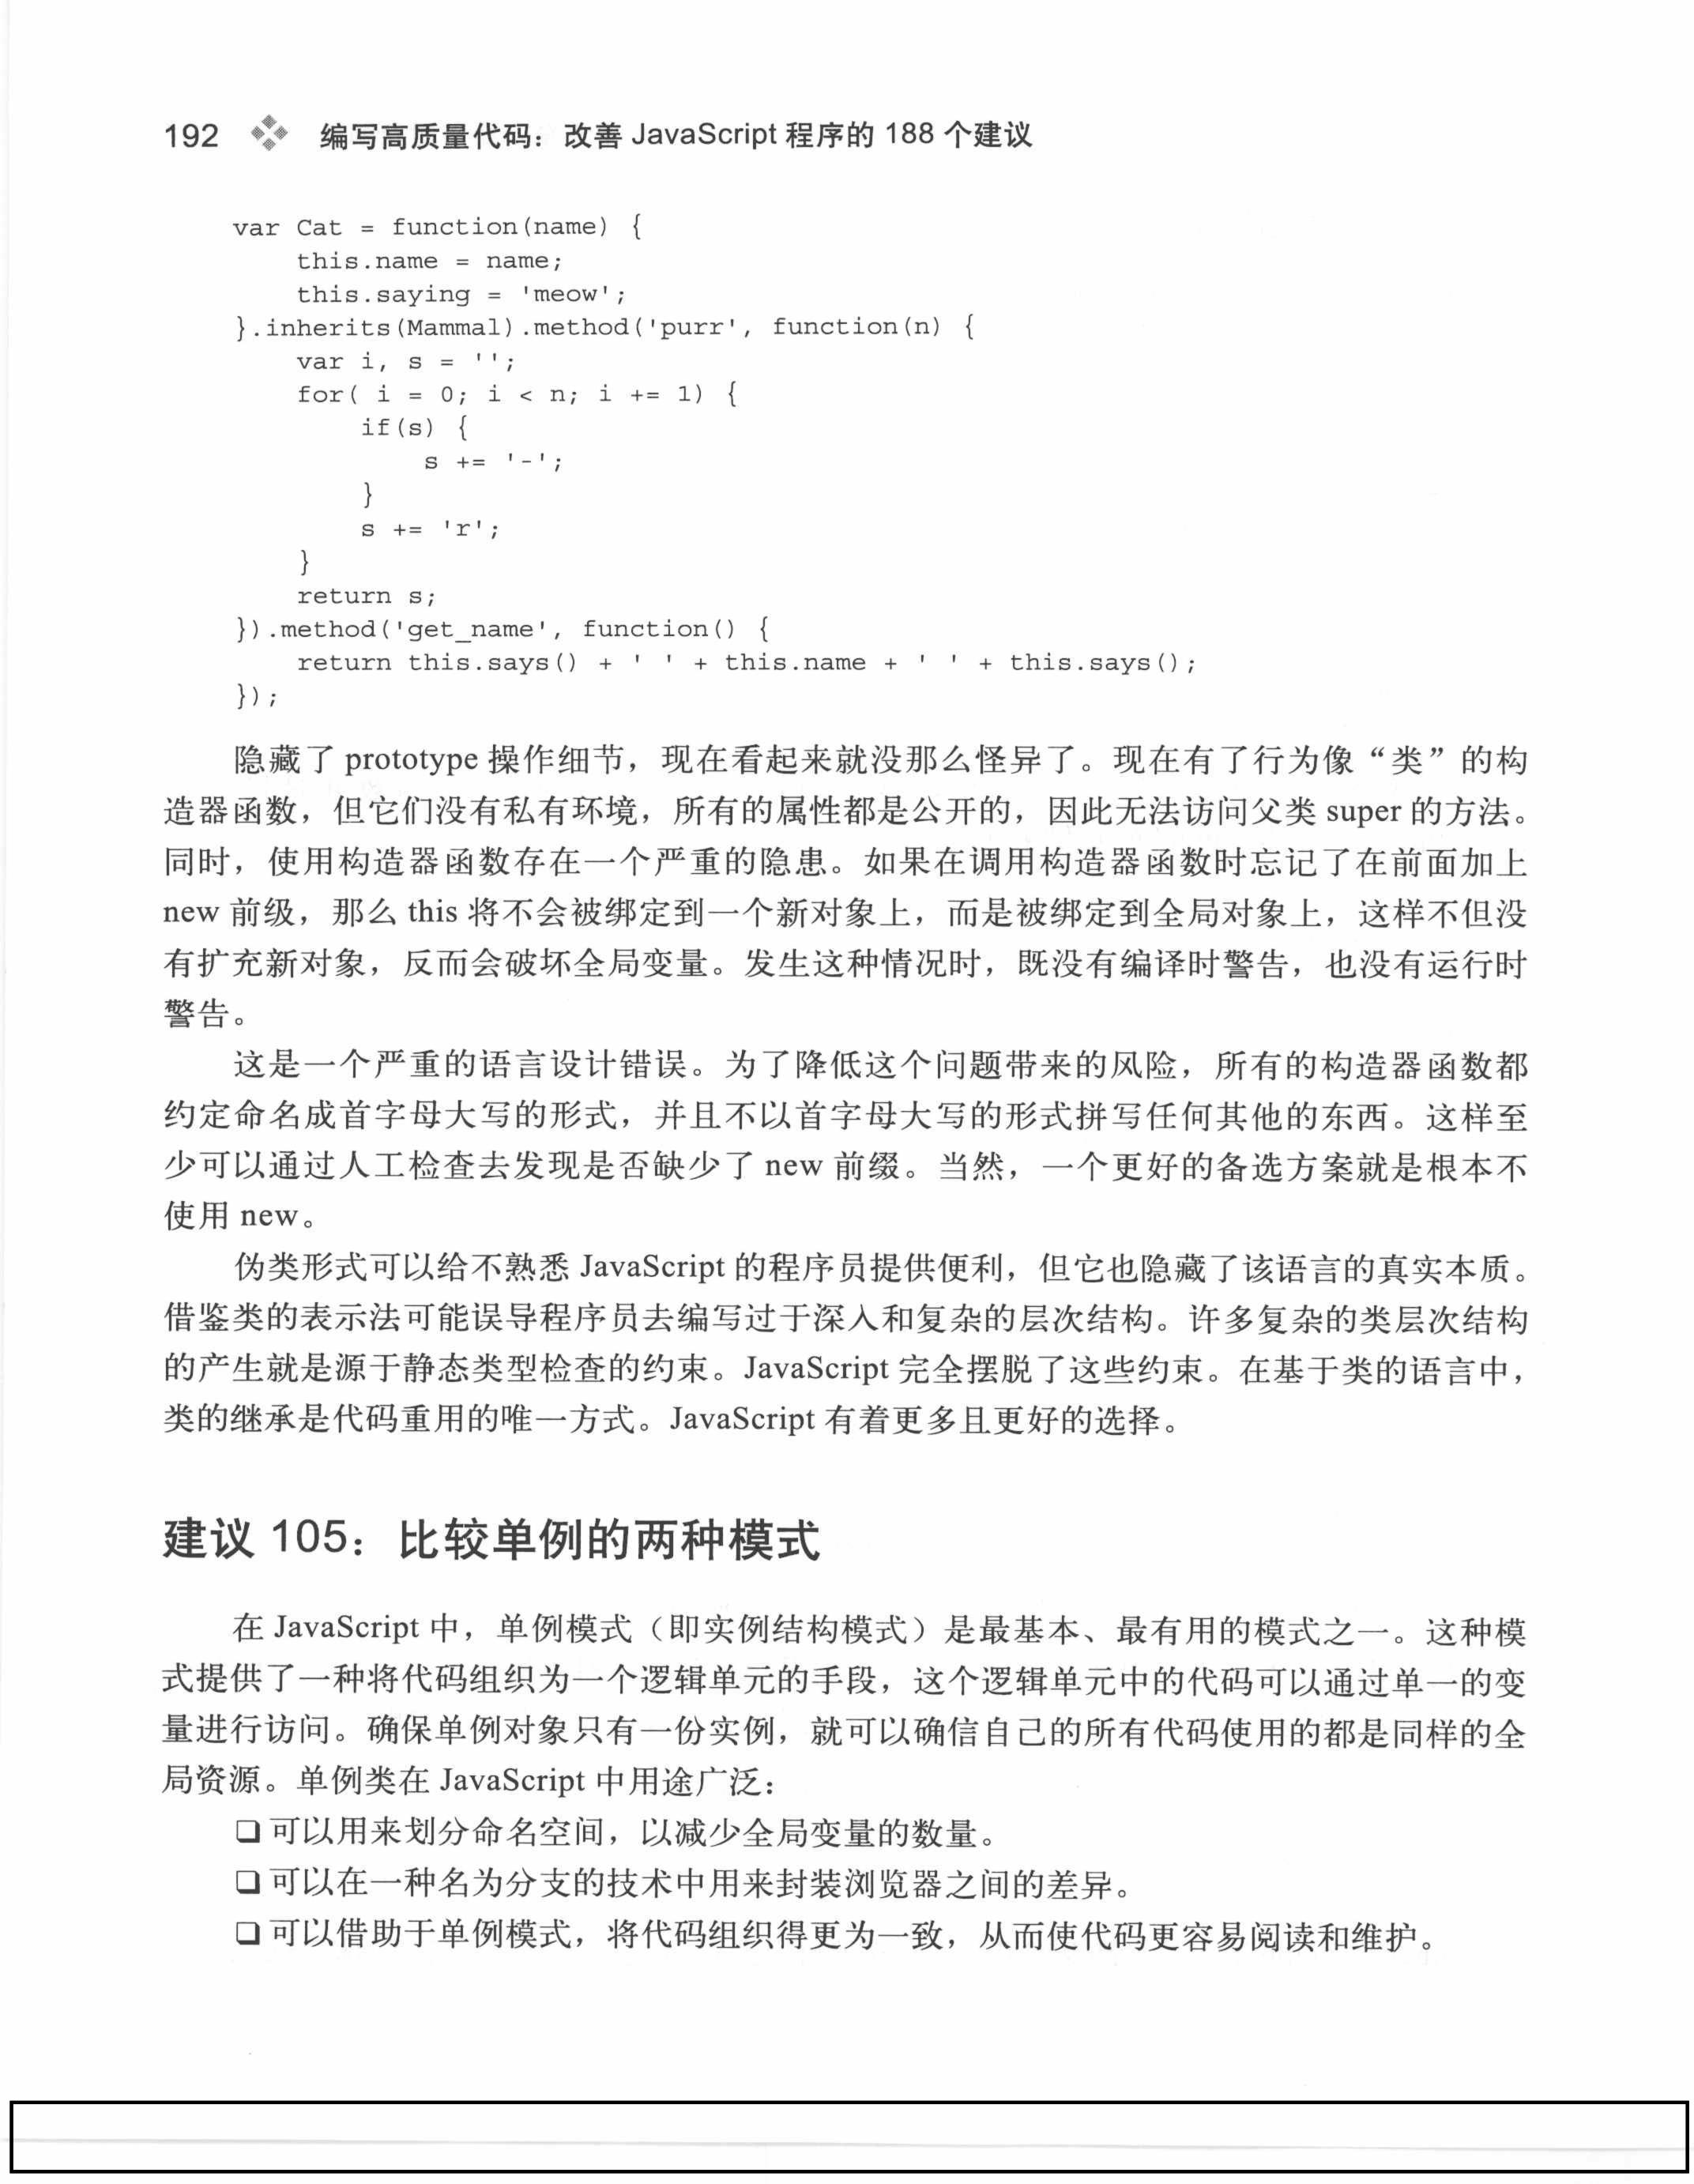 192 编写高质量代码：改善 JavaScript 程序的 188 个建议
var Cat = function(name) {
    this.name = name;
    this.saying = 'meow';
}.inherits(Mammal).method('purr', function(n) {
    var i, s = '';
    for( i = 0; i < n; i += 1) {
        if(s) {
            s += '-';
        }
        s += 'r';
    }
    return s;
}).method('get_name', function() {
    return this.says() + ' ' + this.name + ' ' + this.says();
});
隐藏了 prototype 操作细节，现在看起来就没那么怪异了。现在有了行为像“类”的构
造器函数，但它们没有私有环境，所有的属性都是公开的，因此无法访问父类 super 的方法。
同时，使用构造器函数存在一个严重的隐患。如果在调用构造器函数时忘记了在前面加上
new 前级，那么 this 将不会被绑定到一个新对象上，而是被绑定到全局对象上，这样不但没
有扩充新对象，反而会破坏全局变量。发生这种情况时，既没有编译时警告，也没有运行时
警告。
这是一个严重的语言设计错误。为了降低这个问题带来的风险，所有的构造器函数都
约定命名成首字母大写的形式，并且不以首字母大写的形式拼写任何其他的东西。这样至
少可以通过人工检查去发现是否缺少了 new 前缀。当然，一个更好的备选方案就是根本不
使用 new。
伪类形式可以给不熟悉 JavaScript 的程序员提供便利，但它也隐藏了该语言的真实本质。
借鉴类的表示法可能误导程序员去编写过于深入和复杂的层次结构。许多复杂的类层次结构
的产生就是源于静态类型检查的约束。JavaScript 完全摆脱了这些约束。在基于类的语言中，
类的继承是代码重用的唯一方式。JavaScript 有着更多且更好的选择。
建议 105：比较单例的两种模式
在 JavaScript 中，单例模式（即实例结构模式）是最基本、最有用的模式之一。这种模
式提供了一种将代码组织为一个逻辑单元的手段，这个逻辑单元中的代码可以通过单一的变
量进行访问。确保单例对象只有一份实例，就可以确信自己的所有代码使用的都是同样的全
局资源。单例类在 JavaScript 中用途广泛：
❑ 可以用来划分命名空间，以减少全局变量的数量。
❑ 可以在一种名为分支的技术中用来封装浏览器之间的差异。
❑ 可以借助于单例模式，将代码组织得更为一致，从而使代码更容易阅读和维护。